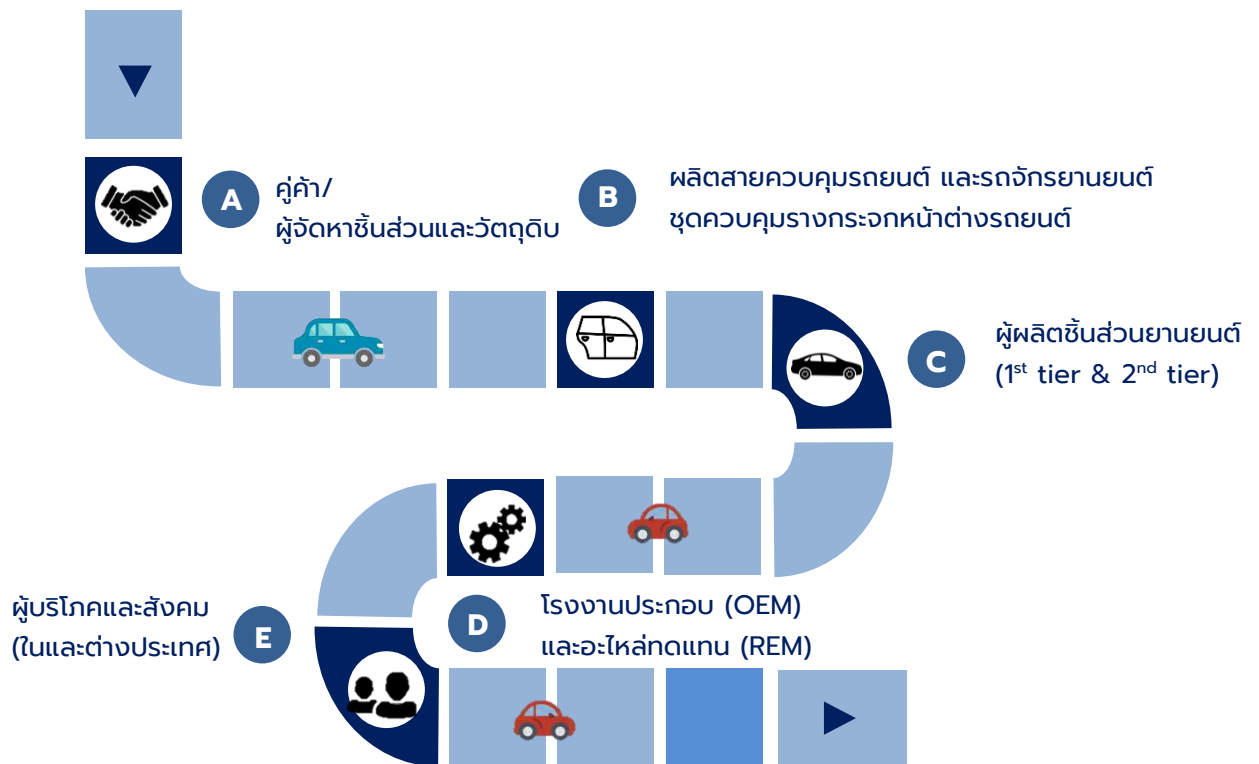 A
คู่ค้า/
ผู้จัดหาชิ้นส่วนและวัตถุดิบ
B
ผลิตสายควบคุมรถยนต์ และรถจักรยานยนต์
ชุดควบคุมรางกระจกหน้าต่างรถยนต์
C
ผู้ผลิตชิ้นส่วนยานยนต์
(1st tier & 2nd tier)
D
โรงงานประกอบ (OEM)
และอะไหล่ทดแทน (REM)
E
ผู้บริโภคและสังคม
(ในและต่างประเทศ)